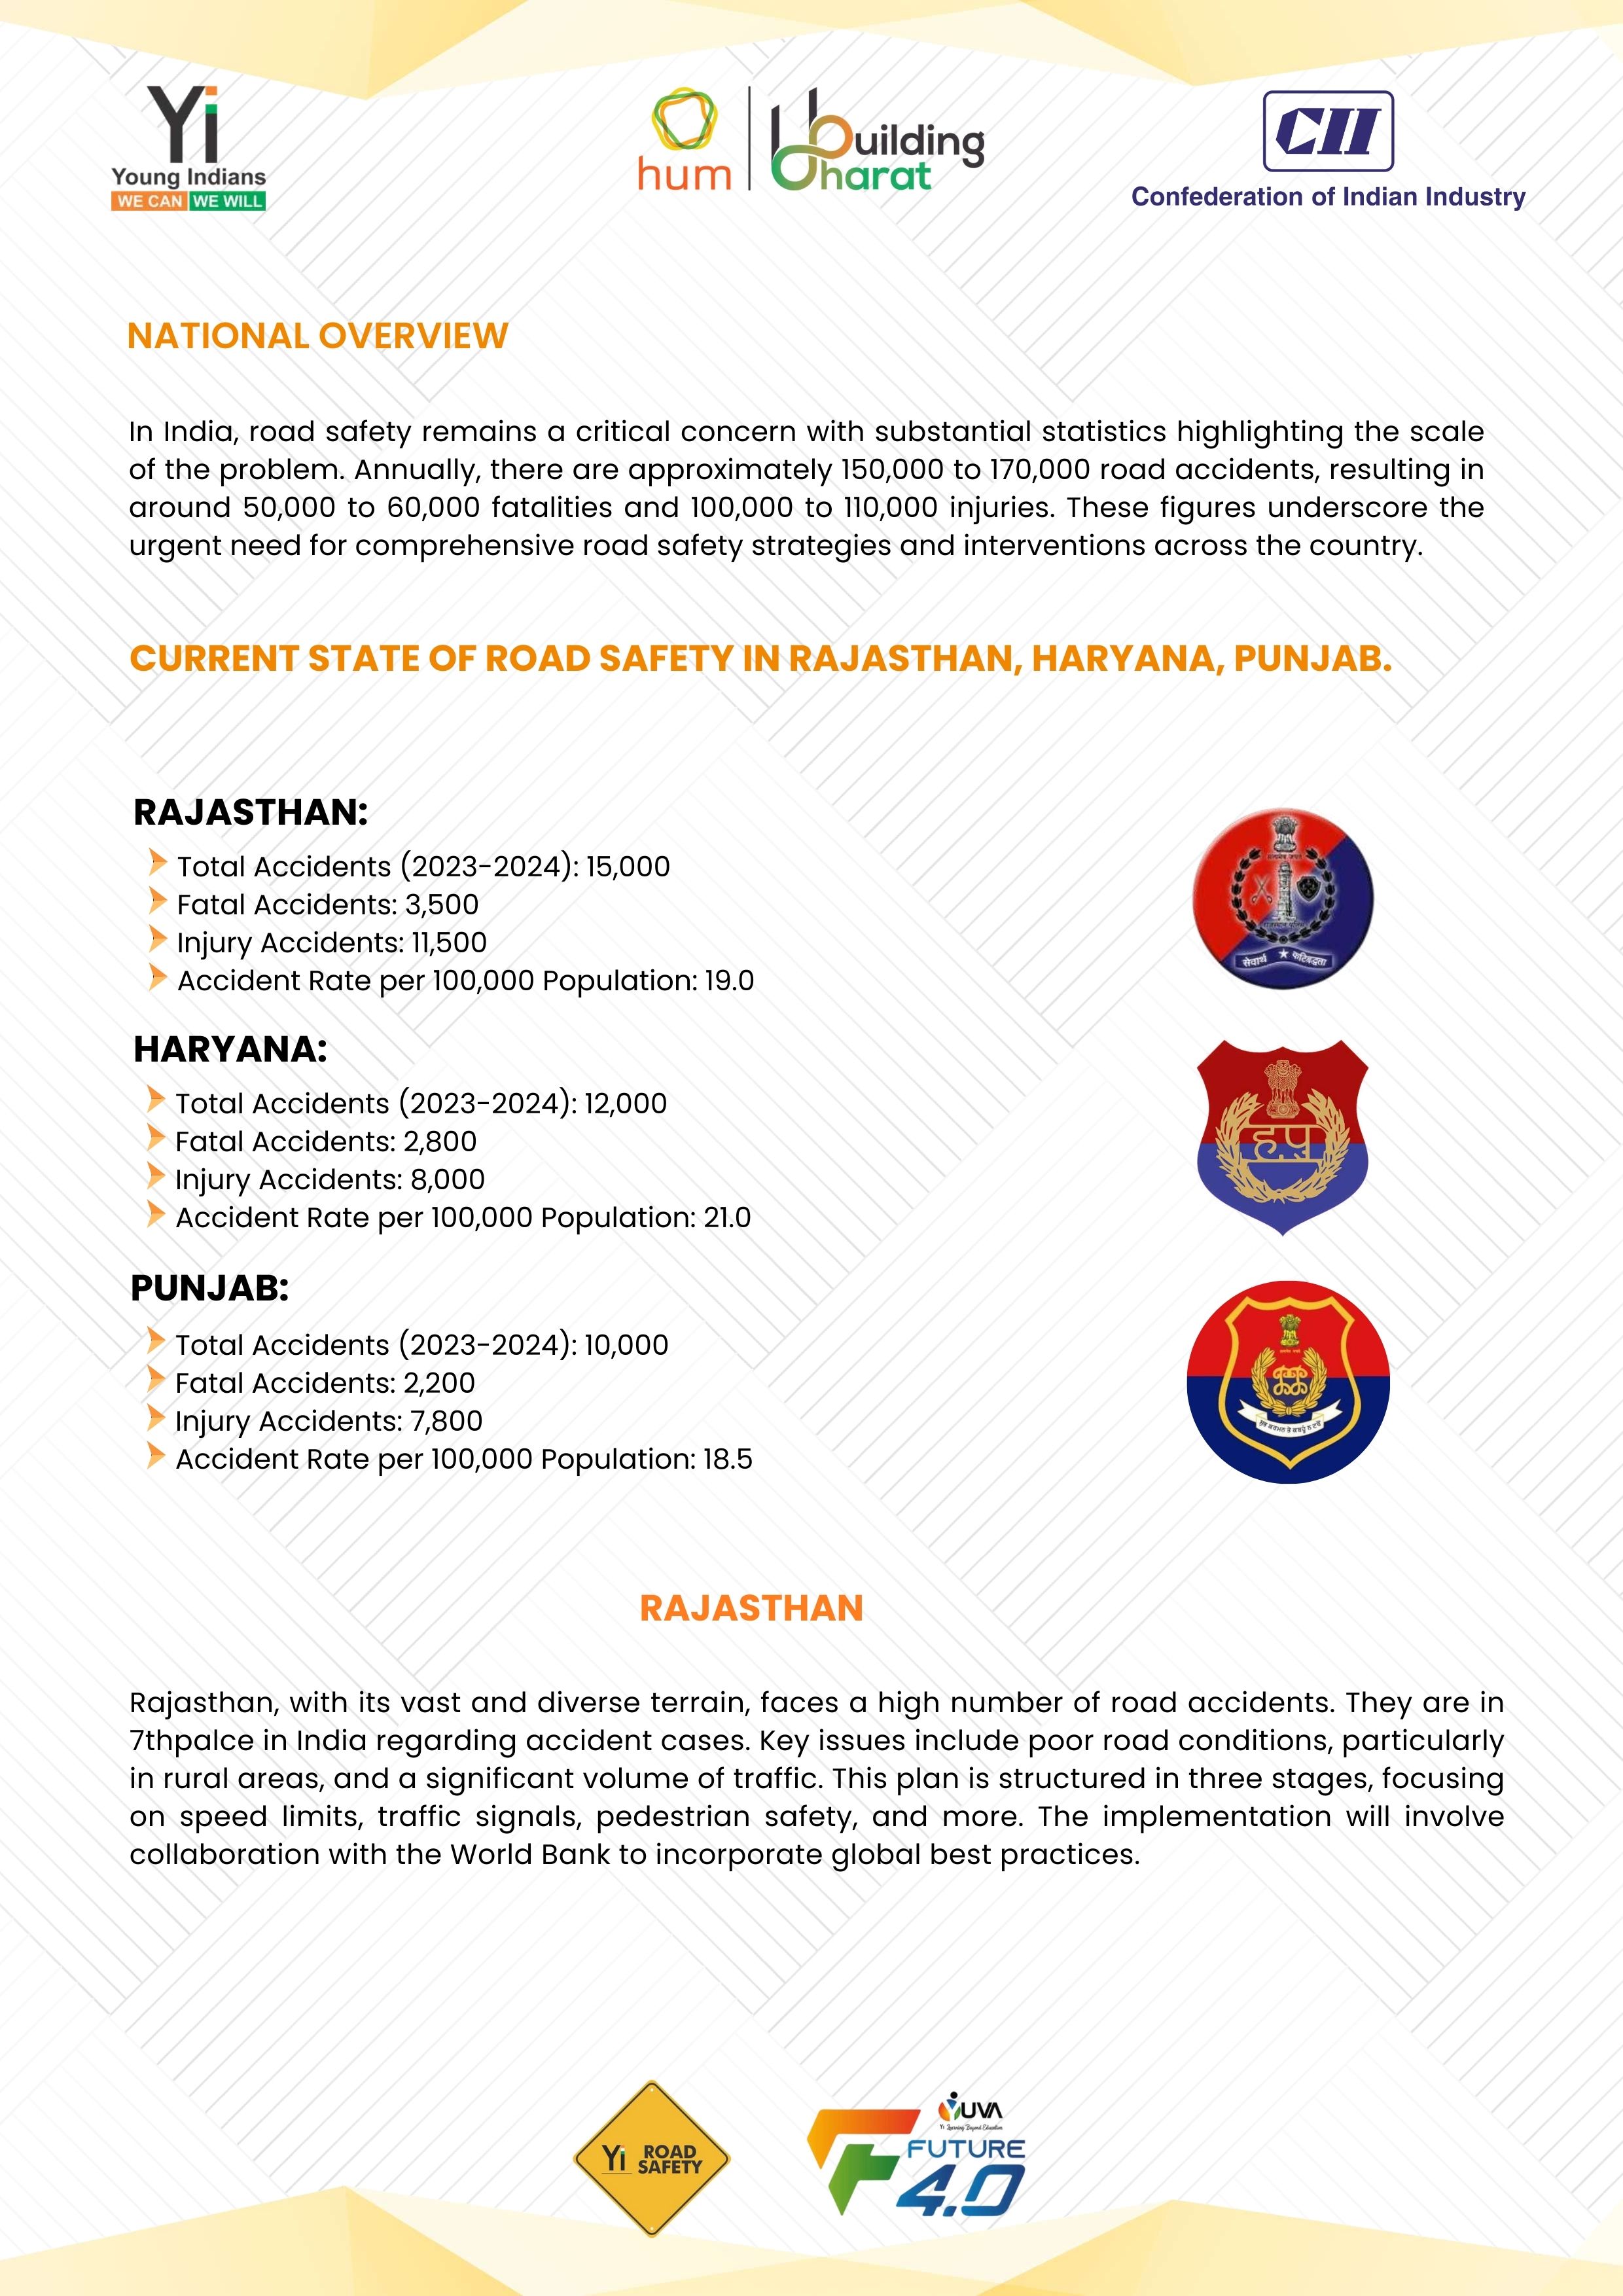 Yi
Young Indians
WE CAN WE WILL
hum
Building
Bharat
CII
Confederation of Indian Industry
NATIONAL OVERVIEW
In India, road safety remains a critical concern with substantial statistics highlighting the scale
of the problem. Annually, there are approximately 150,000 to 170,000 road accidents, resulting in
around 50,000 to 60,000 fatalities and 100,000 to 110,000 injuries. These figures underscore the
urgent need for comprehensive road safety strategies and interventions across the country.
CURRENT STATE OF ROAD SAFETY IN RAJASTHAN, HARYANA, PUNJAB.
RAJASTHAN:
Total Accidents (2023-2024): 15,000
Fatal Accidents: 3,500
Injury Accidents: 11,500
Accident Rate per 100,000 Population: 19.0
सेवार्थ कटिबद्धता
HARYANA:
Total Accidents (2023-2024): 12,000
Fatal Accidents: 2,800
Injury Accidents: 8,000
Accident Rate per 100,000 Population: 21.0
ह.पु
PUNJAB:
Total Accidents (2023-2024): 10,000
Fatal Accidents: 2,200
Injury Accidents: 7,800
Accident Rate per 100,000 Population: 18.5
RAJASTHAN
Rajasthan, with its vast and diverse terrain, faces a high number of road accidents. They are in
7thpalce in India regarding accident cases. Key issues include poor road conditions, particularly
in rural areas, and a significant volume of traffic. This plan is structured in three stages, focusing
on speed limits, traffic signals, pedestrian safety, and more. The implementation will involve
collaboration with the World Bank to incorporate global best practices.
Yi ROAD
SAFETY
YUVA
Yi Learning Beyond Education
FUTURE
4.0